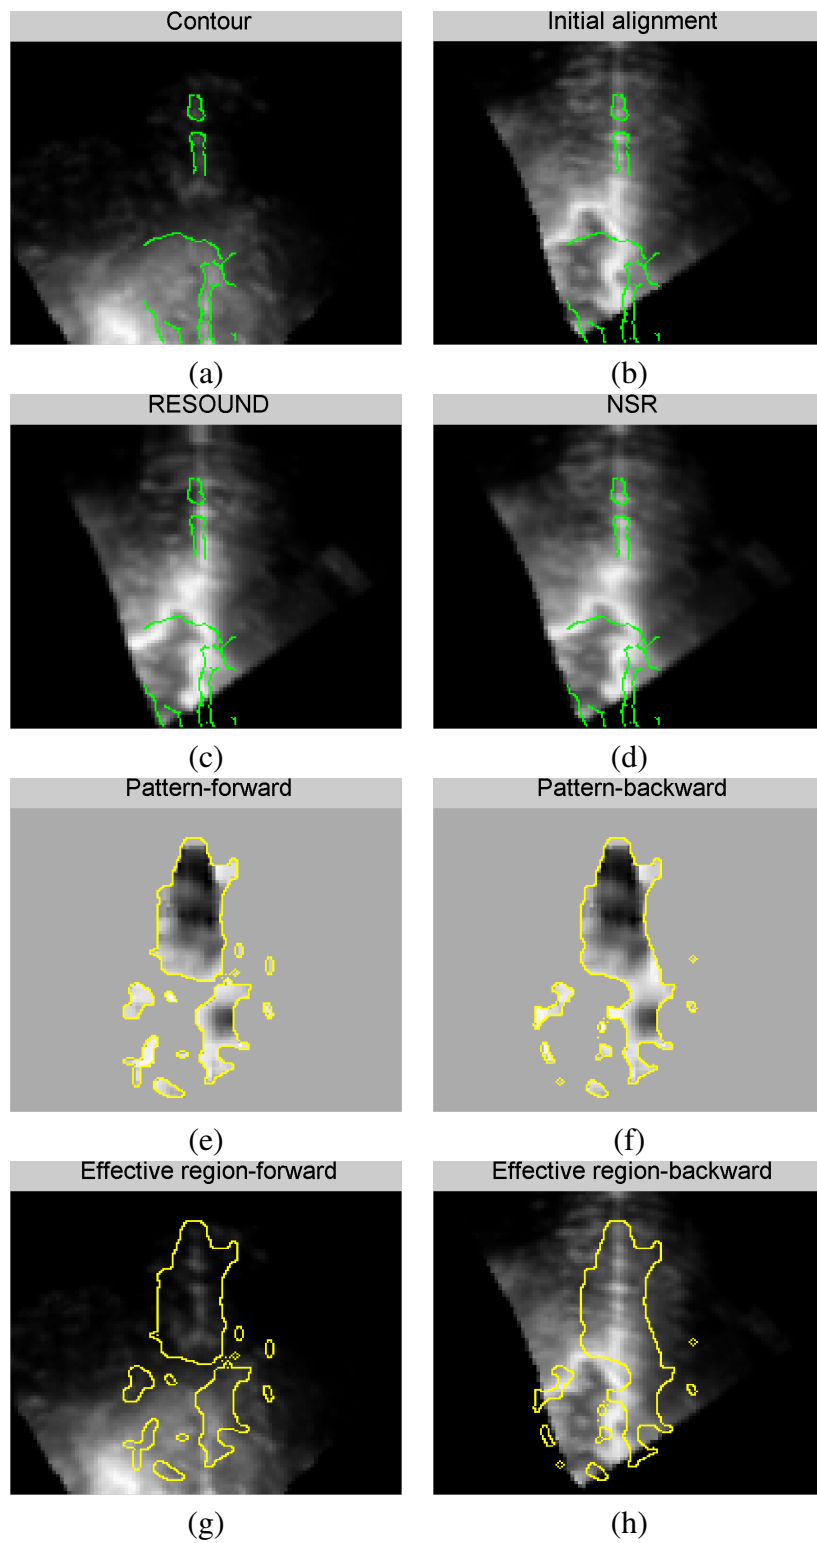 Contour
Initial alignment
(a)
(b)
RESOUND
NSR
(c)
(d)
Pattern-forward
Pattern-backward
(e)
(f)
Effective region-forward
Effective region-backward
(g)
(h)